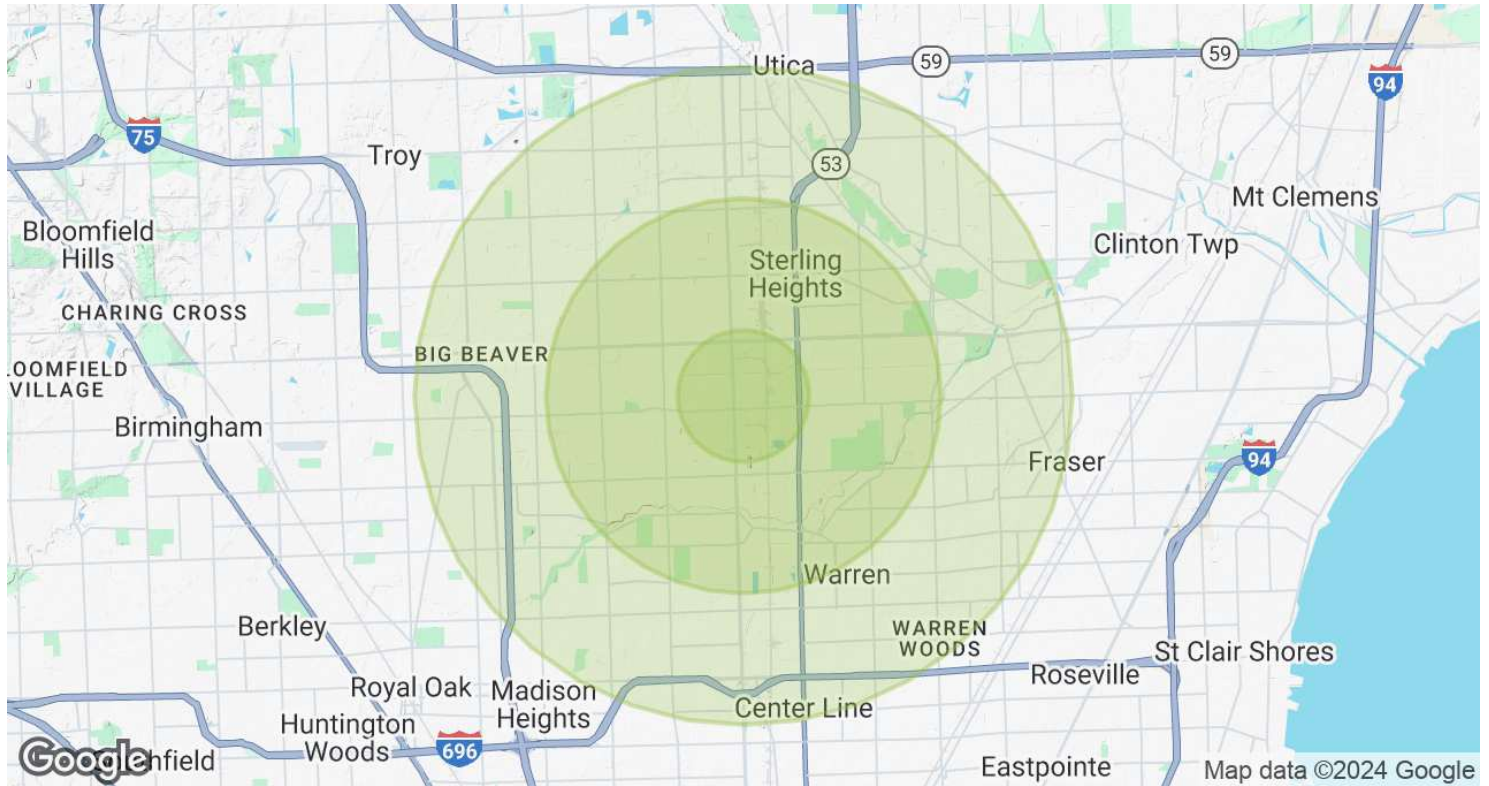 Utica
59
59
94
75
Troy
53
Mt Clemens
Bloomfield
Hills
Clinton Twp
Sterling
Heights
CHARING CROSS
BIG BEAVER
LOOMFIELD
VILLAGE
Birmingham
Fraser
94
Warren
Berkley
WARREN
WOODS
St Clair Shores
Roseville
Royal Oak
Madison
Heights
Center Line
Huntington
Woods
696
Google
Eastpointe
Map data ©2024 Google